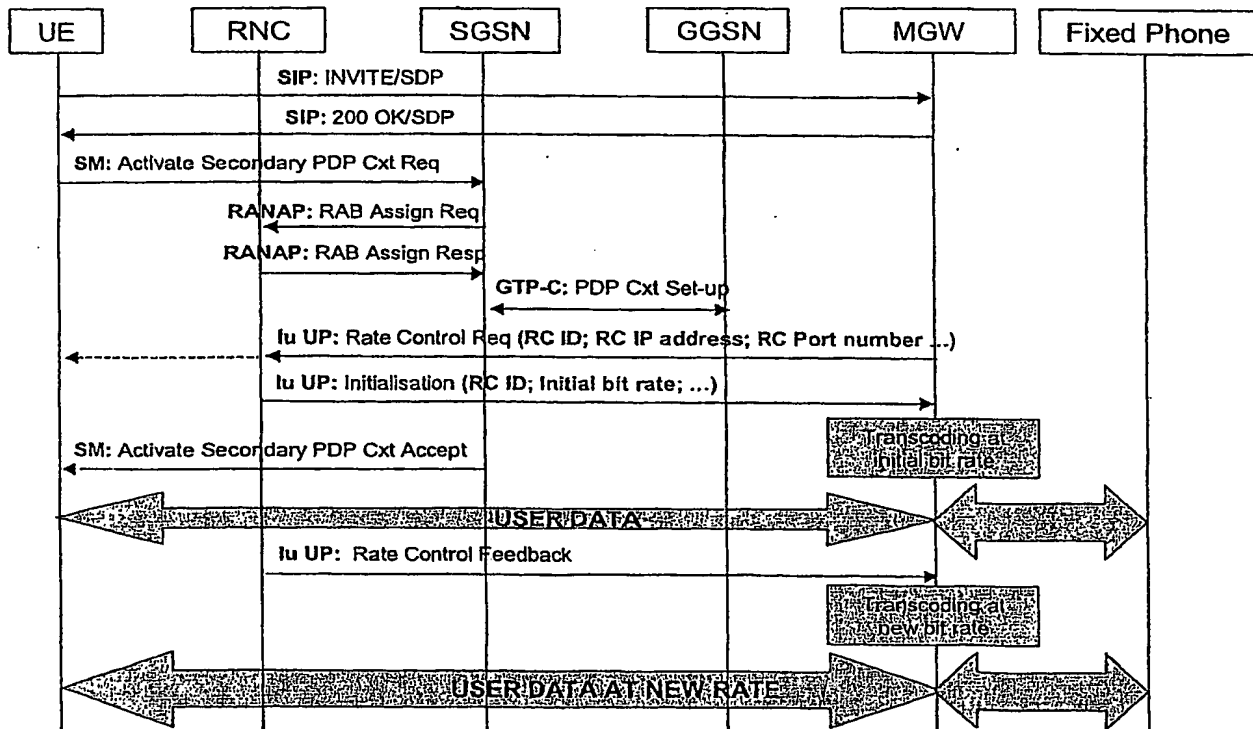 UE
RNC
SGSN
GGSN
MGW
Fixed Phone
SIP: INVITE/SDP
SIP: 200 OK/SDP
SM: Activate Secondary PDP Cxt Req
RANAP: RAB Assign Req
RANAP: RAB Assign Resp
GTP-C: PDP Cxt Set-up
Iu UP: Rate Control Req (RC ID; RC IP address; RC Port number ...)
Iu UP: Initialisation (RC ID; Initial bit rate; ...)
Transcoding at
initial bit rate
SM: Activate Secondary PDP Cxt Accept
USER DATA
Iu UP: Rate Control Feedback
Transcoding at
new bit rate
USER DATA AT NEW RATE